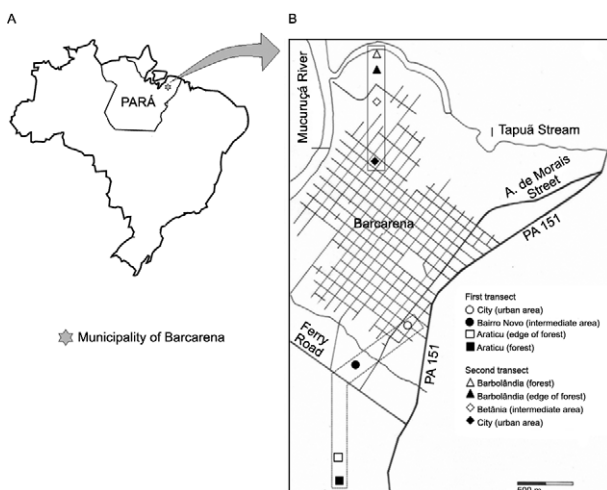 A
PARÁ
Municipality of Barcarena
B
Mucuruçá River
Tapuã Stream
A. de Morais
Street
PA 151
Barcarena
Ferry
Road
PA 151
First transect
City (urban area)
Bairro Novo (intermediate area)
Araticu (edge of forest)
Araticu (forest)
Second transect
Barbolândia (forest)
Barbolândia (edge of forest)
Betânia (intermediate area)
City (urban area)
500 m